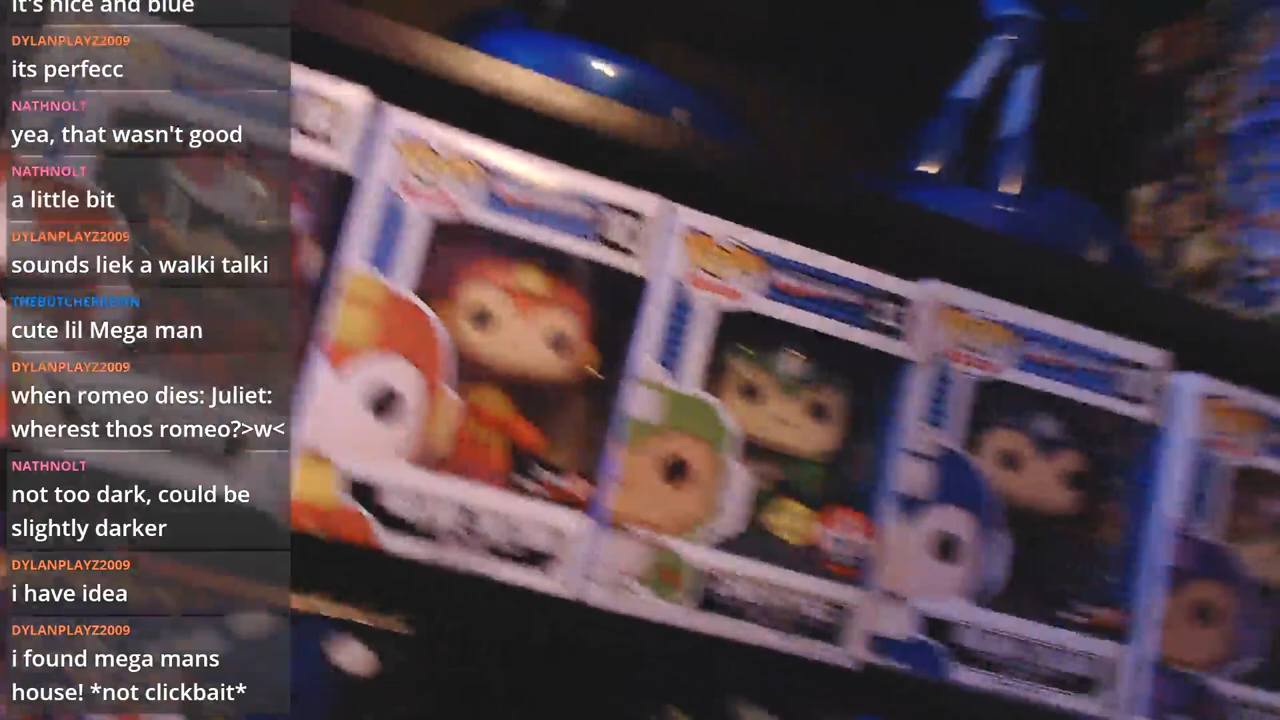 it's nice and blue
DYLANPLAYZ2009
its perfecc
NATHNOLT
yea, that wasn't good
NATHNOLT
a little bit
DYLANPLAYZ2009
sounds liek a walki talki
THEBUTCHERKEVIN
cute lil Mega man
DYLANPLAYZ2009
when romeo dies: Juliet:
wherest thos romeo?>w<
NATHNOLT
not too dark, could be
slightly darker
DYLANPLAYZ2009
i have idea
DYLANPLAYZ2009
i found mega mans
house! *not clickbait*